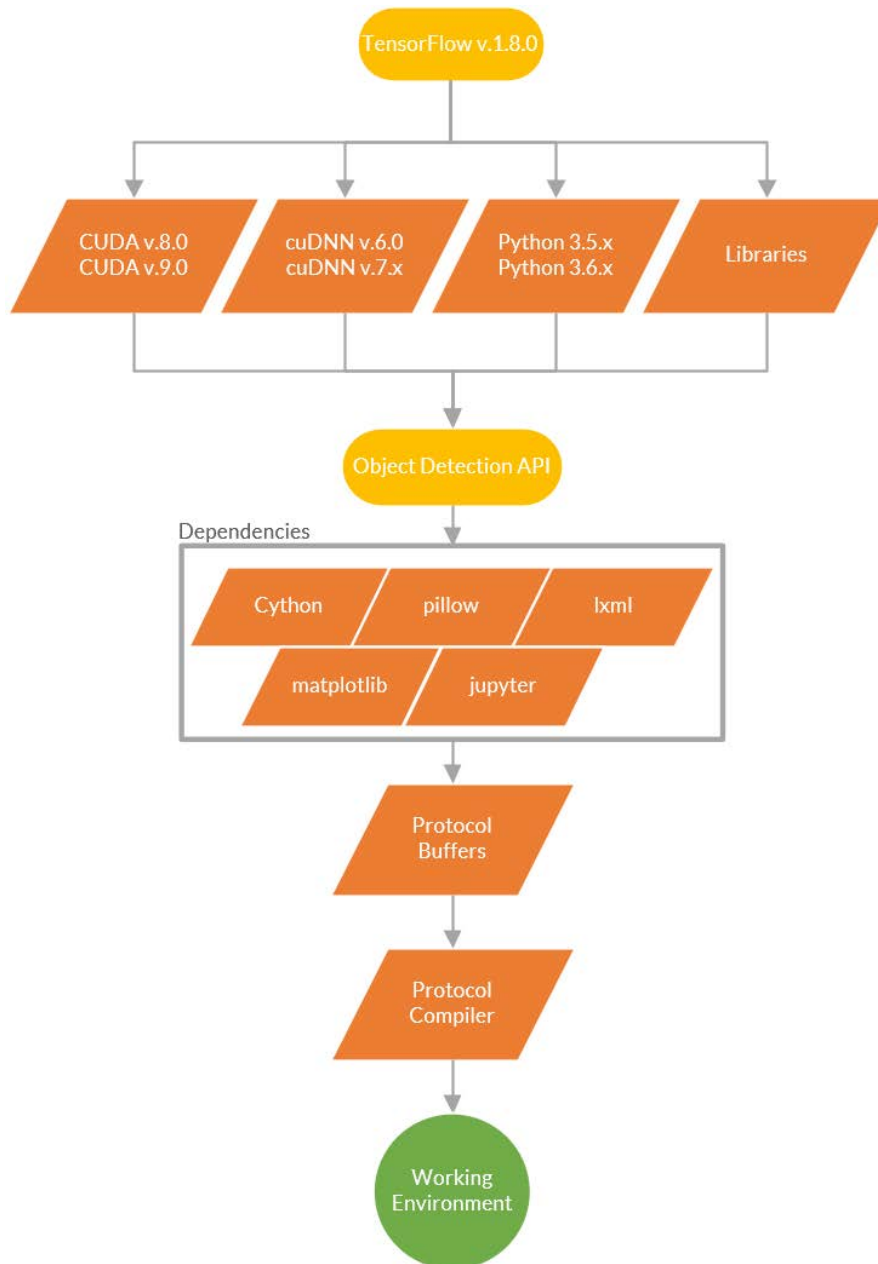 TensorFlow v.1.8.0
CUDA v.8.0
CUDA v.9.0
cuDNN v.6.0
cuDNN v.7.x
Python 3.5.x
Python 3.6.x
Libraries
Object Detection API
Dependencies
Cython
pillow
lxml
matplotlib
jupyter
Protocol
Buffers
Protocol
Compiler
Working
Environment